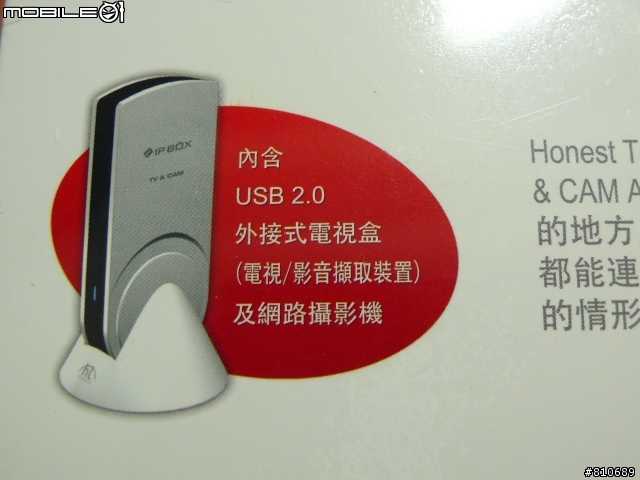 MOBILE01
IPBOX
TV & CAM
內含
USB 2.0
外接式電視盒
(電視/影音擷取裝置)
及網路攝影機
Honest T
& CAM A
的地方
都能連
的情形
#810689